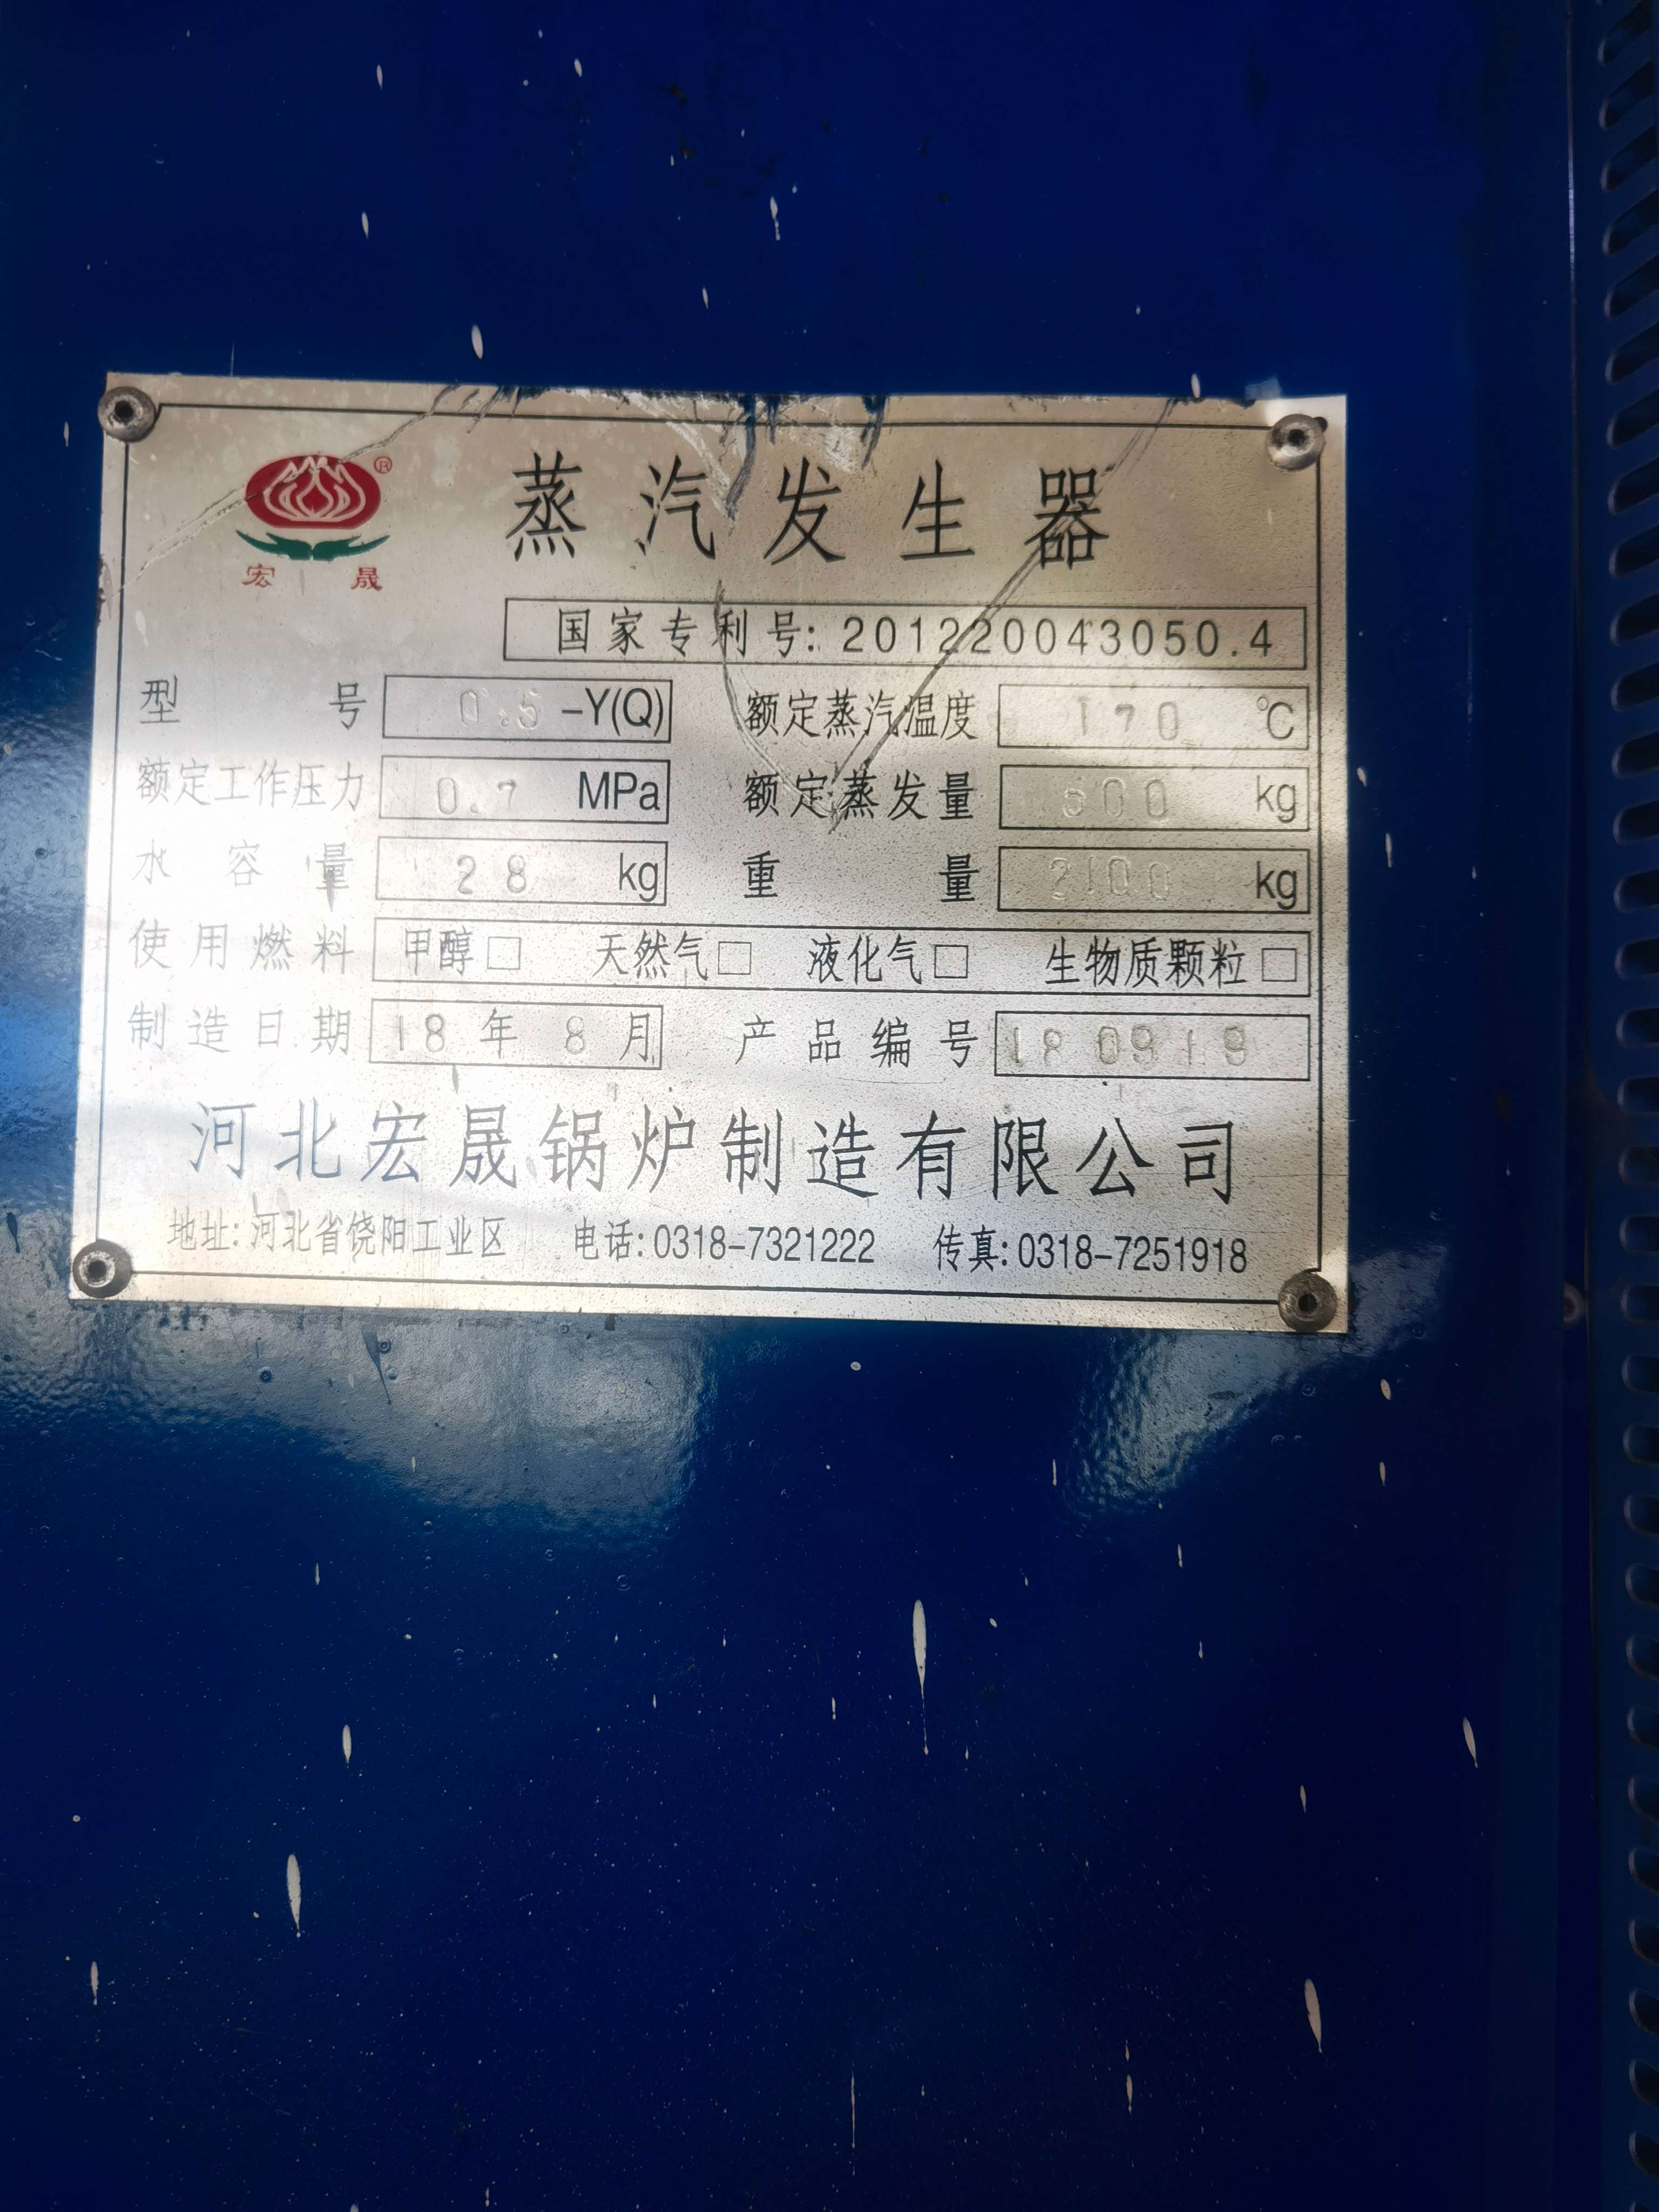 宏晟®
蒸汽发生器
国家专利号: 201220043050.4
型号 0.5-Y(Q) 额定蒸汽温度 170 ℃
额定工作压力 0.7 MPa 额定蒸发量 500 kg
水容量 28 kg 重量 2100 kg
使用燃料 甲醇□ 天然气□ 液化气□ 生物质颗粒□
制造日期 18年8月 产品编号 180919
河北宏晟锅炉制造有限公司
地址: 河北省饶阳工业区 电话: 0318-7321222 传真: 0318-7251918